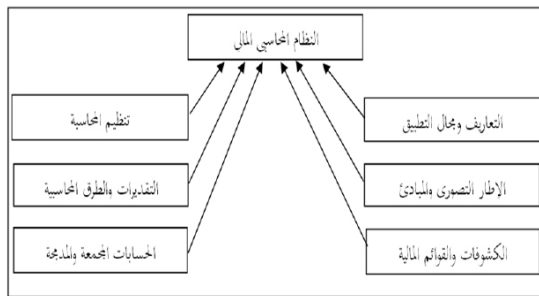 النظام المحاسبي المالي
التعاريف ومجال التطبيق
تنظيم المحاسبة
الإطار التصوري والمبادئ
التقديرات والطرق المحاسبية
الكشوفات والقوائم المالية
الحسابات المجمعة والمدمجة